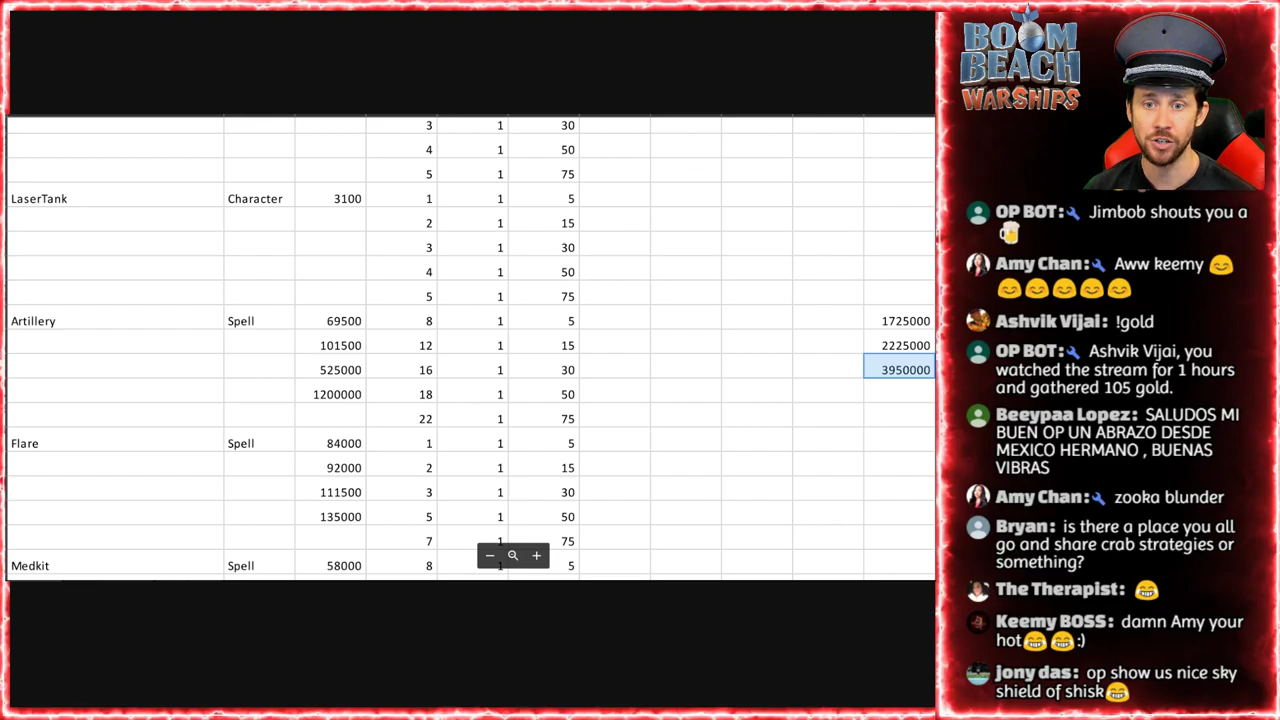 3 1 30
4 1 50
5 1 75
LaserTank Character 3100 1 1 5
2 1 15
3 1 30
4 1 50
5 1 75
Artillery Spell 69500 8 1 5 1725000
101500 12 1 15 2225000
525000 16 1 30 3950000
1200000 18 1 50
22 1 75
Flare Spell 84000 1 1 5
92000 2 1 15
111500 3 1 30
135000 5 1 50
7 1 75
Medkit Spell 58000 8 1 5
BOOM
BEACH
WARSHIPS
OP BOT: Jimbob shouts you a
🍺
Amy Chan: Aww keemy 😊
😊😊😊😊😊
Ashvik Vijai: !gold
OP BOT: Ashvik Vijai, you
watched the stream for 1 hours
and gathered 105 gold.
Beeypaa Lopez: SALUDOS MI
BUEN OP UN ABRAZO DESDE
MEXICO HERMANO , BUENAS
VIBRAS
Amy Chan: zooka blunder
Bryan: is there a place you all
go and share crab strategies or
something?
The Therapist: 😂
Keemy BOSS: damn Amy your
hot😂😂:)
jony das: op show us nice sky
shield of shisk😂